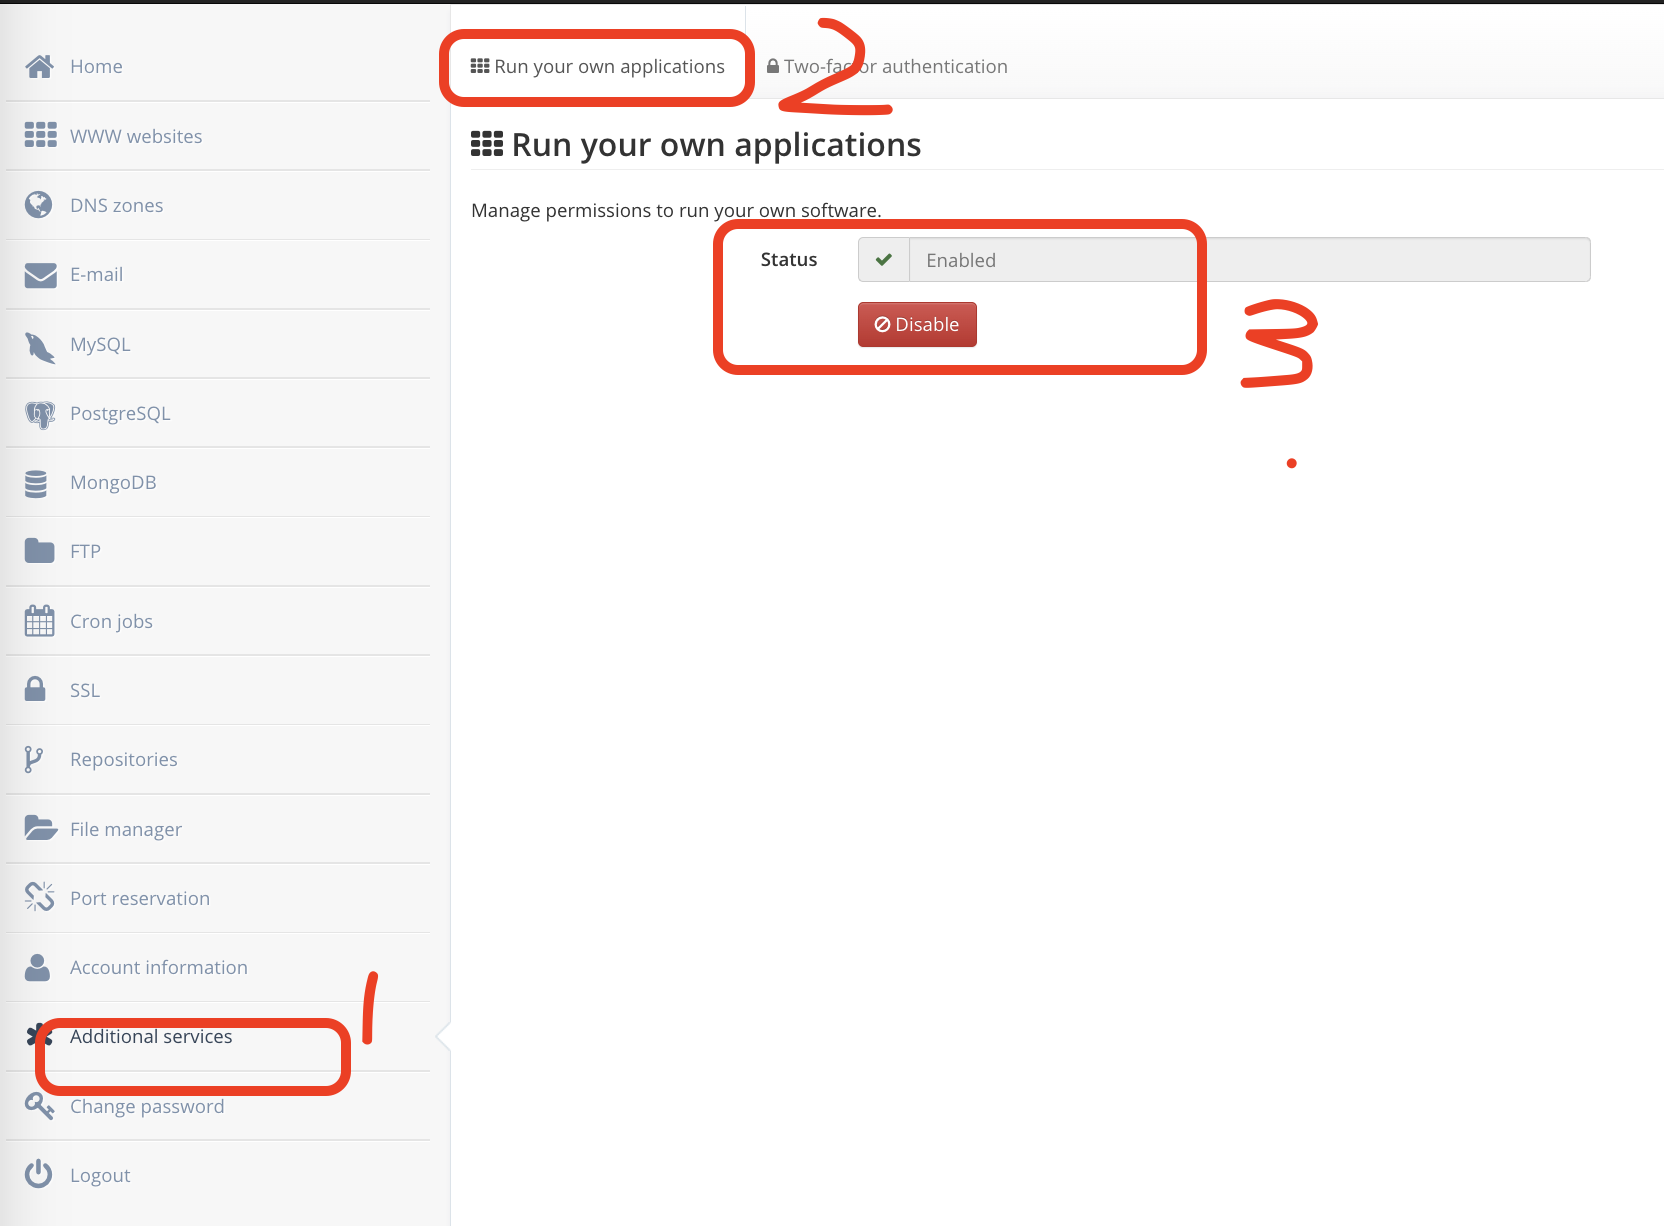 Home
WWW websites
DNS zones
E-mail
MySQL
PostgreSQL
MongoDB
FTP
Cron jobs
SSL
Repositories
File manager
Port reservation
Account information
Additional services
Change password
Logout
1
Run your own applications
Two-factor authentication
2
Run your own applications
Manage permissions to run your own software.
Status Enabled
Disable
3